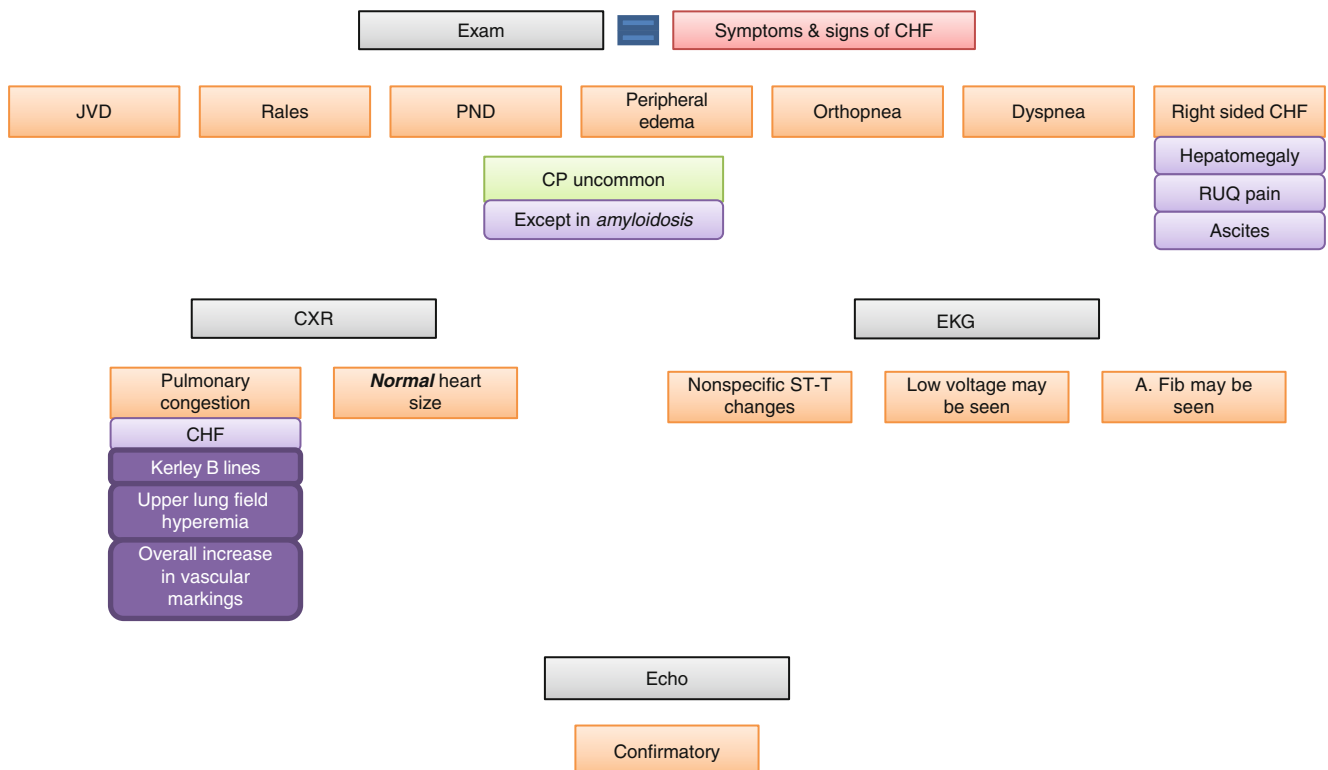 Exam
Symptoms & signs of CHF
JVD
Rales
PND
Peripheral
edema
Orthopnea
Dyspnea
Right sided CHF
Hepatomegaly
RUQ pain
Ascites
CP uncommon
Except in amyloidosis
CXR
Pulmonary
congestion
CHF
Kerley B lines
Upper lung field
hyperemia
Overall increase
in vascular
markings
Normal heart
size
EKG
Nonspecific ST-T
changes
Low voltage may
be seen
A. Fib may be
seen
Echo
Confirmatory